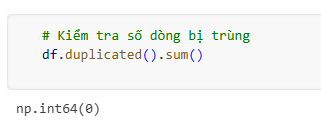 # Kiểm tra số dòng bị trùng
df.duplicated().sum()
np.int64(0)